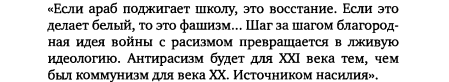 «Если араб поджигает школу, это восстание. Если это
делает белый, то это фашизм... Шаг за шагом благород-
ная идея войны с расизмом превращается в лживую
идеологию. Антирасизм будет для XXI века тем, чем
был коммунизм для века XX. Источником насилия».